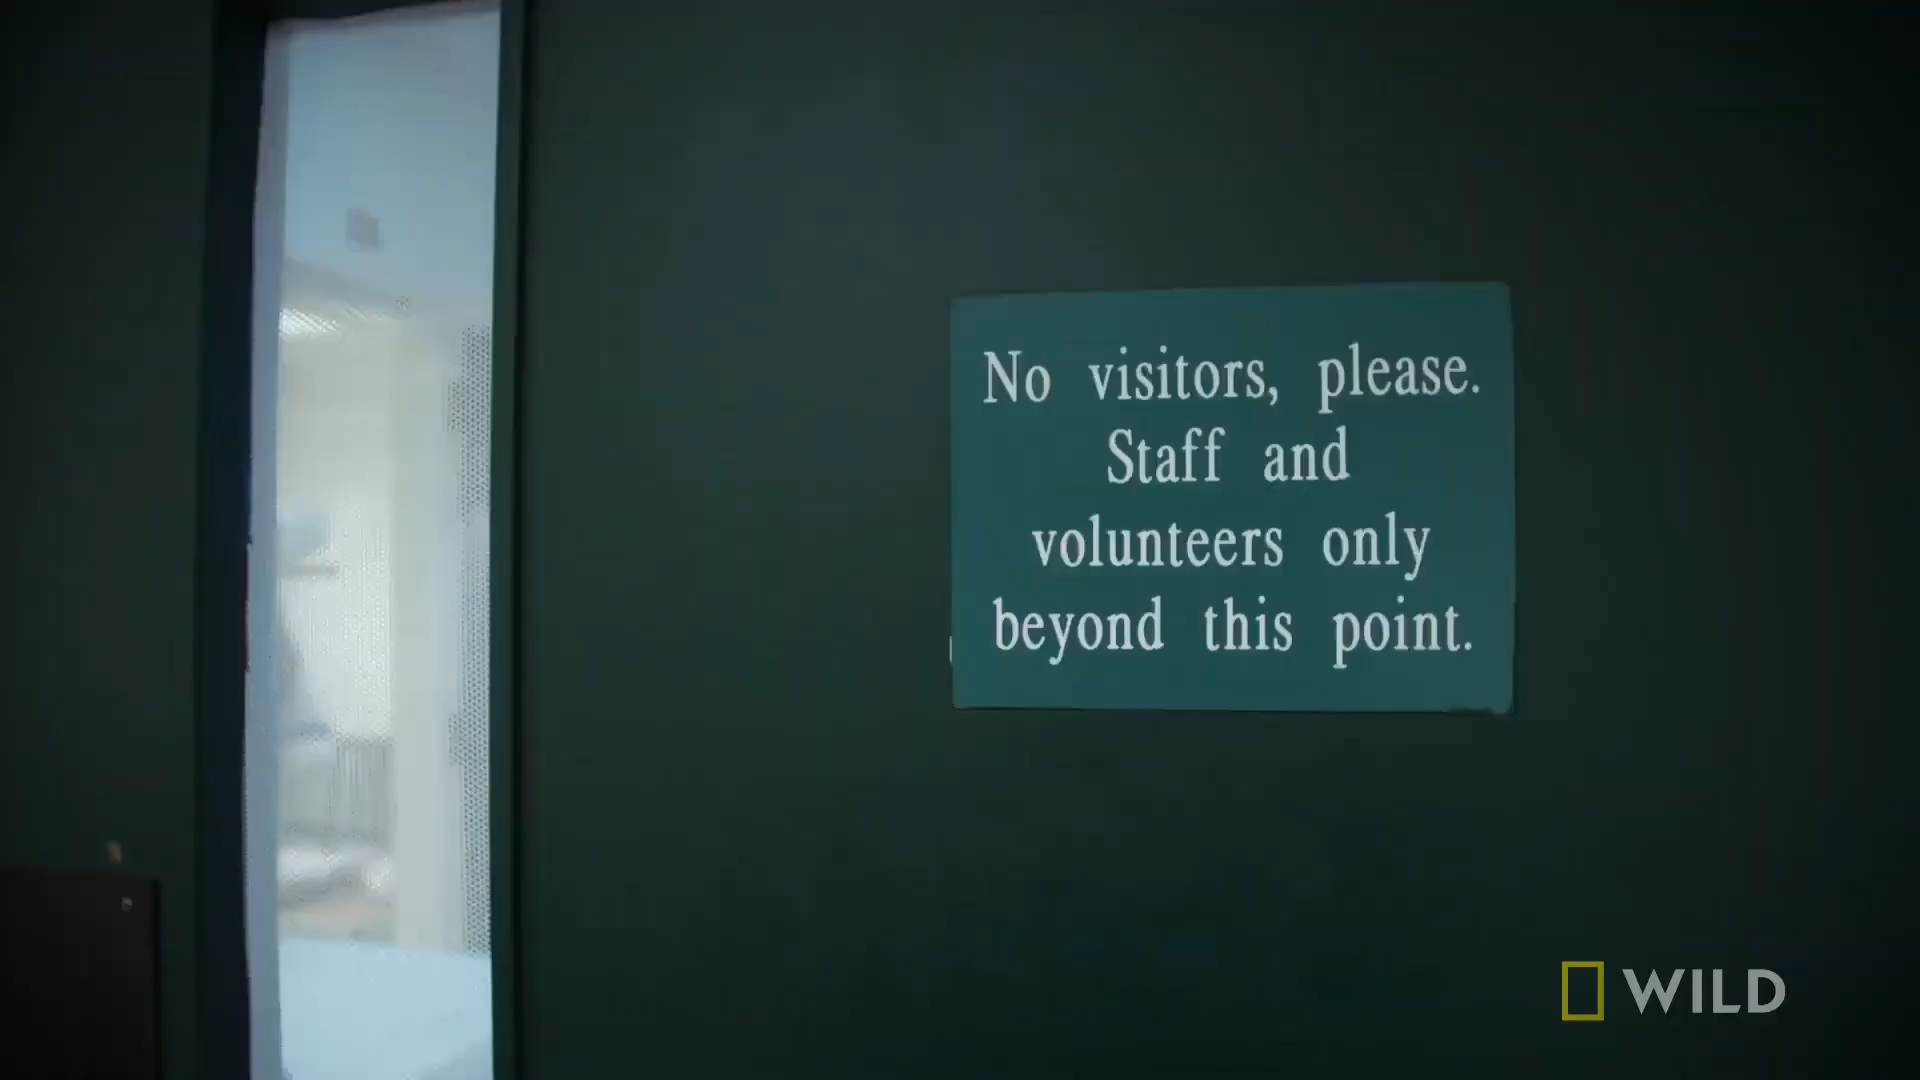 No visitors, please.
Staff and
volunteers only
beyond this point.
WILD